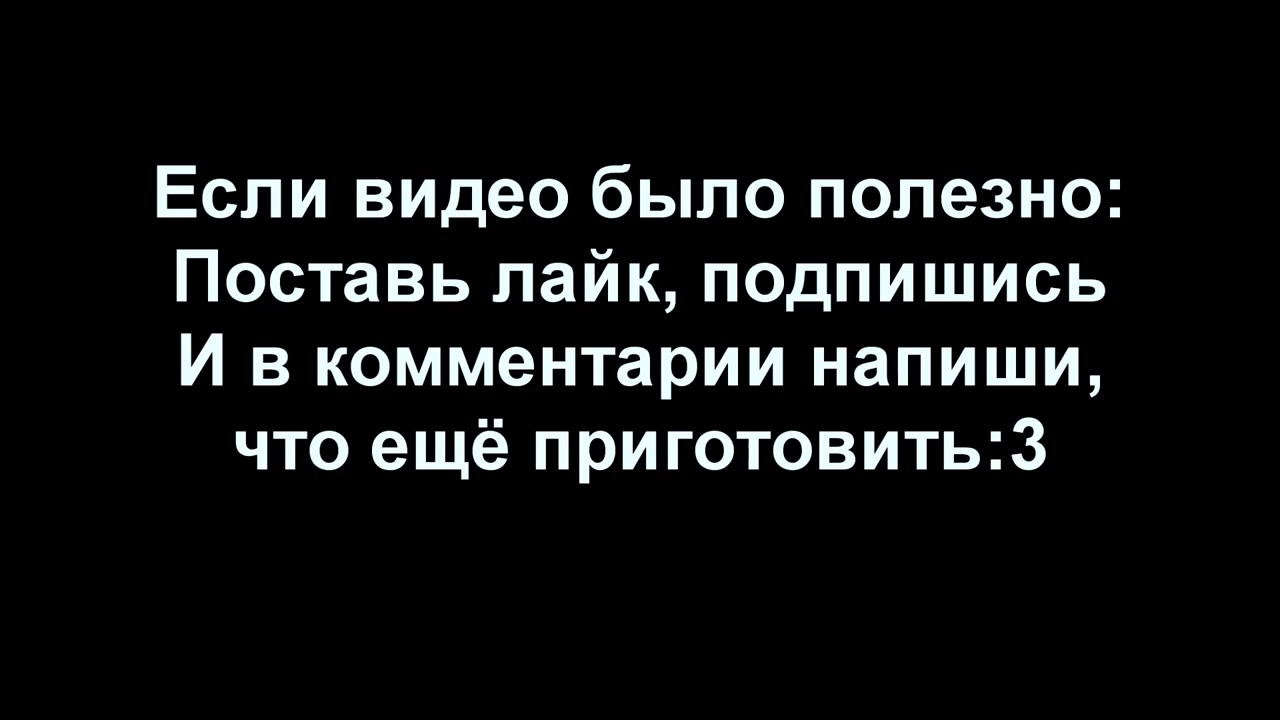 Если видео было полезно:
Поставь лайк, подпишись
И в комментарии напиши,
что ещё приготовить:3